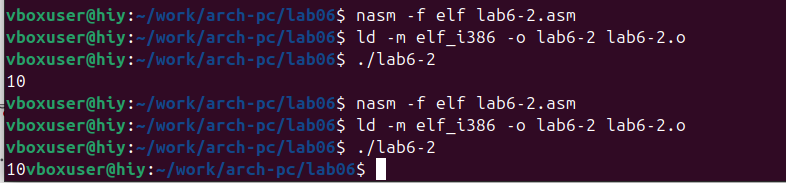 vboxuser@hiy:~/work/arch-pc/lab06$ nasm -f elf lab6-2.asm
vboxuser@hiy:~/work/arch-pc/lab06$ ld -m elf_i386 -o lab6-2 lab6-2.o
vboxuser@hiy:~/work/arch-pc/lab06$ ./lab6-2
10
vboxuser@hiy:~/work/arch-pc/lab06$ nasm -f elf lab6-2.asm
vboxuser@hiy:~/work/arch-pc/lab06$ ld -m elf_i386 -o lab6-2 lab6-2.o
vboxuser@hiy:~/work/arch-pc/lab06$ ./lab6-2
10vboxuser@hiy:~/work/arch-pc/lab06$